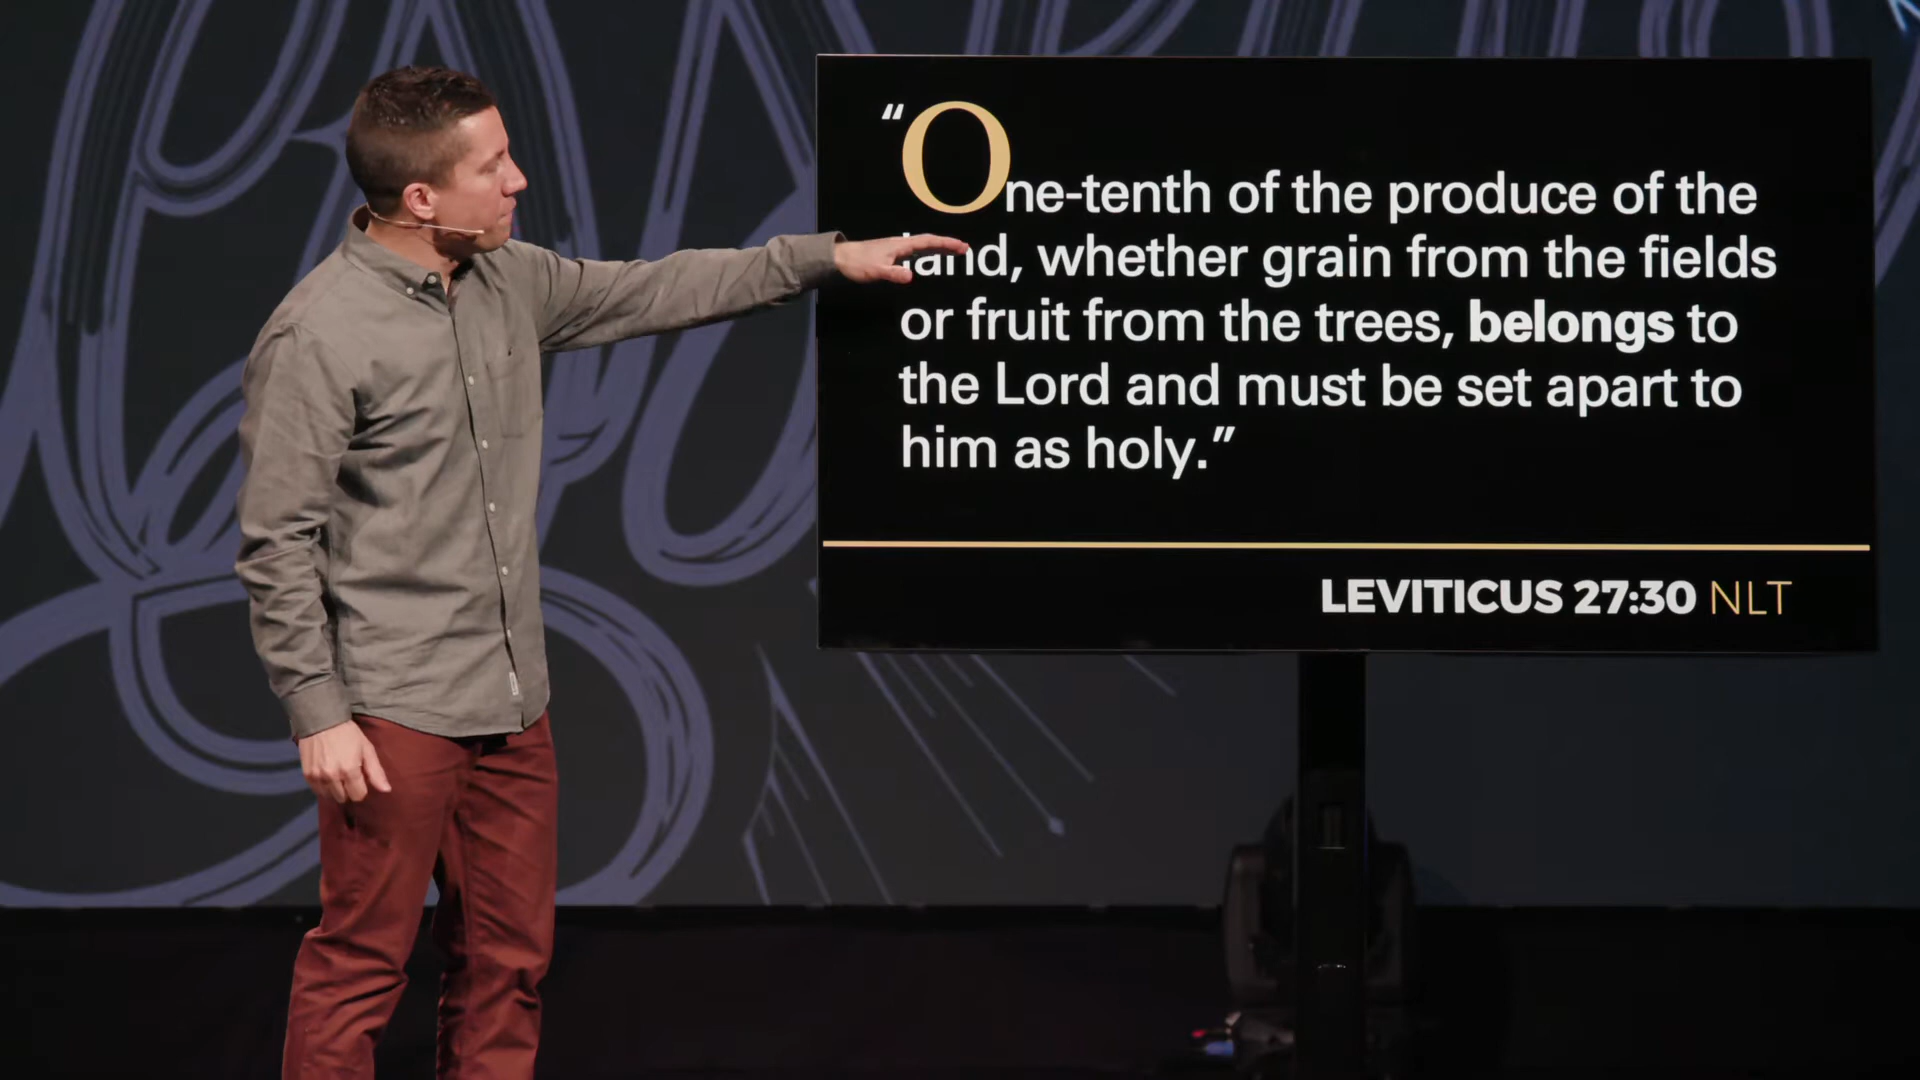 “One-tenth of the produce of the
land, whether grain from the fields
or fruit from the trees, belongs to
the Lord and must be set apart to
him as holy.”
LEVITICUS 27:30 NLT